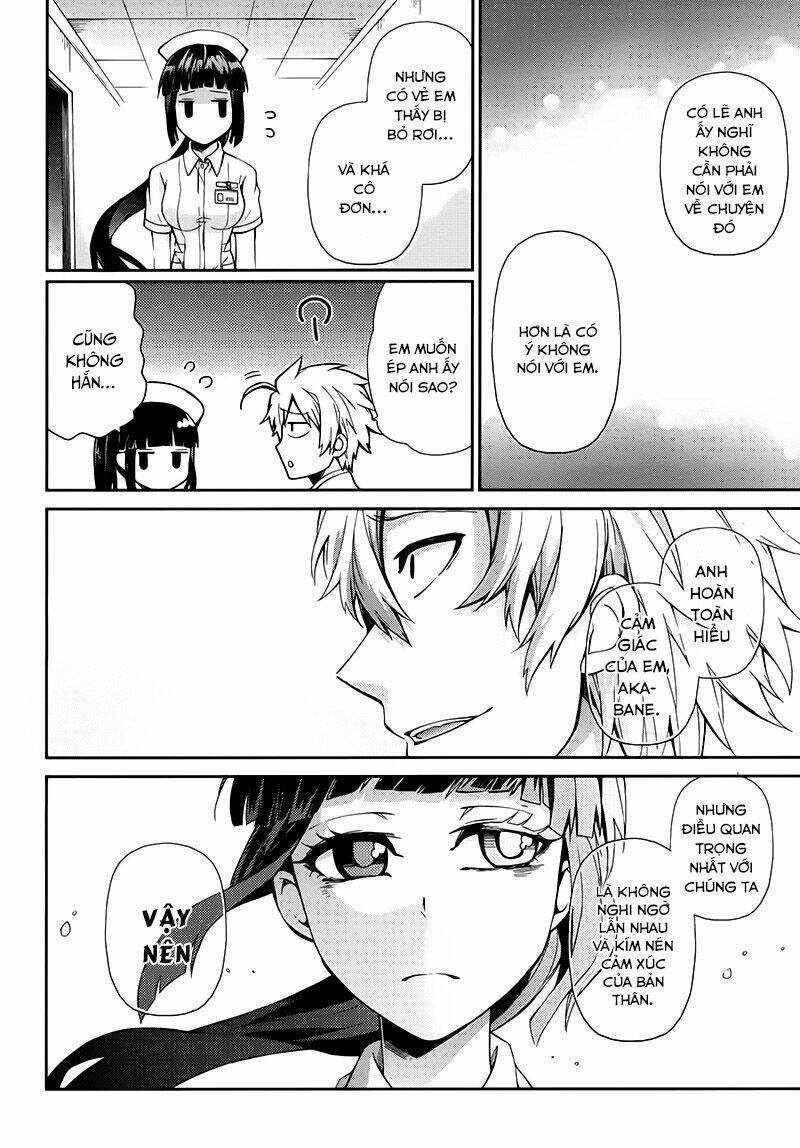 CÓ LẼ ANH
ẤY NGHĨ
KHÔNG
CẦN PHẢI
NÓI VỚI EM
VỀ CHUYỆN
ĐÓ
HƠN LÀ CÓ
Ý KHÔNG
NÓI VỚI EM.
NHƯNG
CÓ VẺ EM
THẤY BỊ
BỎ RƠI...
VÀ KHÁ
CÔ
ĐƠN...
EM MUỐN
ÉP ANH ẤY
NÓI SAO?
CŨNG
KHÔNG
HẲN...
ANH
HOÀN
TOÀN
HIỂU
CẢM
GIÁC
CỦA EM,
AKA-
BANE.
NHƯNG
ĐIỀU QUAN
TRỌNG
NHẤT VỚI
CHÚNG TA
LÀ KHÔNG
NGHI NGỜ
LẪN NHAU
VÀ KÍM NÉN
CẢM XÚC
CỦA BẢN
THÂN.
VẬY
NÊN